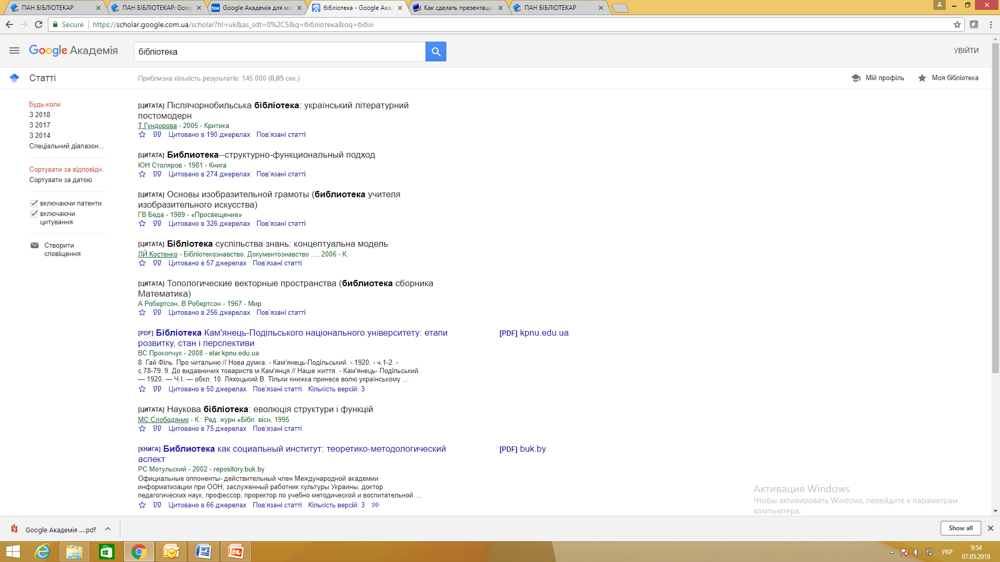 ПАН БІБЛІОТЕКАР
ПАН БІБЛІОТЕКАР: Goog
Google Академія для мо
бібліотека - Google Акад
Как сделать презентаци
ПАН БІБЛІОТЕКАР
Secure
https://scholar.google.com.ua/scholar?hl=uk&as_sdt=0%2C5&q=бібліотека&oq=біблі
Google Академія
бібліотека
УВІЙТИ
Статті
Приблизна кількість результатів: 145 000 (0,05 сек.)
Мій профіль
Моя бібліотека
Будь-коли
З 2018
З 2017
З 2014
Спеціальний діапазон...
Сортувати за відповідн.
Сортувати за датою
включаючи патенти
включаючи
цитування
Створити
сповіщення
[ЦИТАТА] Післячорнобильська бібліотека: український літературний
постомодерн
Т Гундорова - 2005 - Критика
Цитовано в 190 джерелах Пов’язані статті
[ЦИТАТА] Библиотека--структурно-функциональный подход
ЮН Столяров - 1981 - Книга
Цитовано в 274 джерелах Пов’язані статті
[ЦИТАТА] Основы изобразительной грамоты (библиотека учителя
изобразительного искусства)
ГВ Беда - 1989 - «Просвещение»
Цитовано в 326 джерелах Пов’язані статті
[ЦИТАТА] Бібліотека суспільства знань: концептуальна модель
ЛЙ Костенко - Бібліотекознавство. Документознавство …, 2006 - К.
Цитовано в 57 джерелах Пов’язані статті
[ЦИТАТА] Топологические векторные пространства (библиотека сборника
Математика)
А Робертсон, В Робертсон - 1967 - Мир
Цитовано в 256 джерелах Пов’язані статті
[PDF] Бібліотека Кам'янець-Подільського національного університету: етапи
розвитку, стан і перспективи
ВС Прокопчук - 2008 - elar.kpnu.edu.ua
8. Гай Філь. Про читальню // Нова думка. - Кам'янець-Подільський. - 1920. - ч.1-2. -
с.78-79. 9. До видавничих товариств м.Кам'янця // Наше життя. - Кам'янець- Подільський.
— 1920. — Ч.І. — обкл. 10. Ляхоцький В. Тільки книжка принесе волю українському …
Цитовано в 50 джерелах Пов’язані статті Кількість версій: 3
[PDF] kpnu.edu.ua
[ЦИТАТА] Наукова бібліотека: еволюція структури і функцій
МС Слободяник - К.: Ред. журн.«Бібл. вісн, 1995
Цитовано в 75 джерелах Пов’язані статті
[КНИГА] Библиотека как социальный институт: теоретико-методологический
аспект
РС Мотульский - 2002 - repository.buk.by
Официальные оппоненты- действительный член Международной академии
информатизации при ООН, заслуженный работник культуры Украины, доктор
педагогических наук, профессор, проректор по учебно методической и воспитательной …
Цитовано в 66 джерелах Пов’язані статті Кількість версій: 3
[PDF] buk.by
Активация Windows
Чтобы активировать Windows, перейдите к параметрам
компьютера.
Google Академія ....pdf
Show all
УКР
9:54
07.05.2018